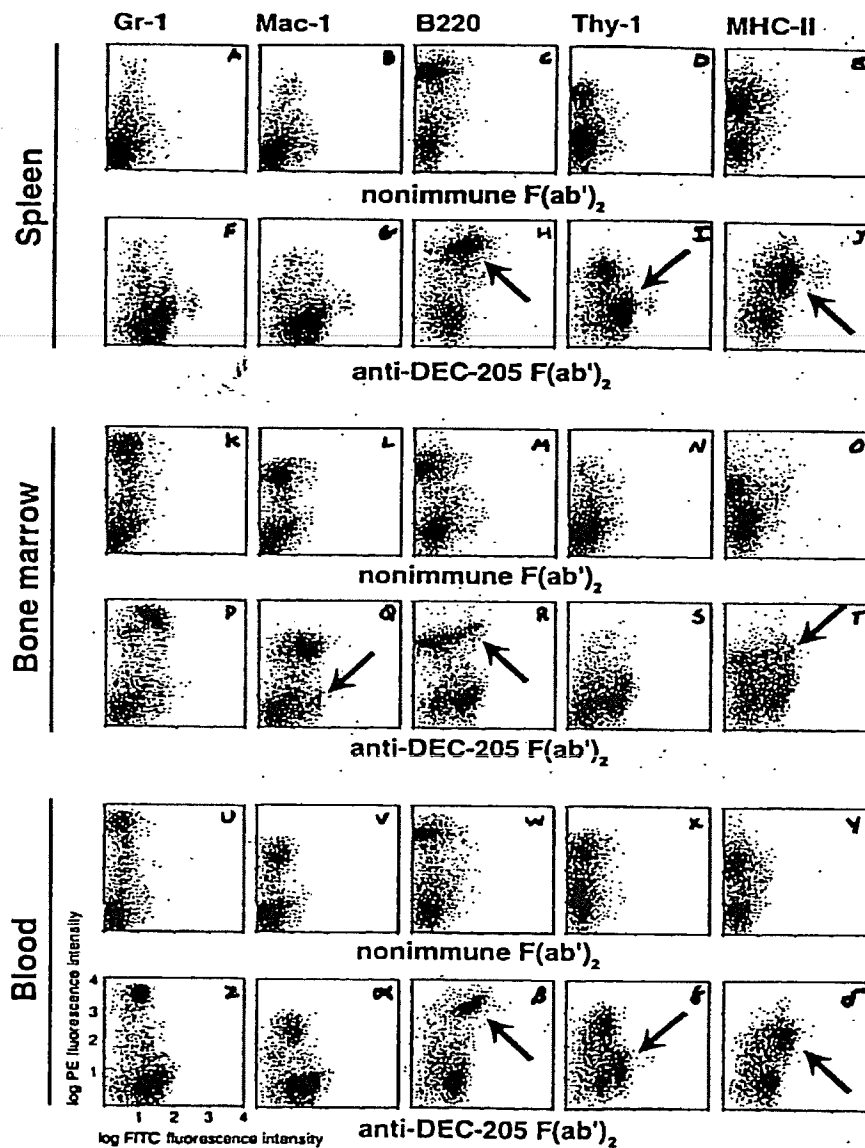 Gr-1 Mac-1 B220 Thy-1 MHC-II
Spleen
A B C D E
nonimmune F(ab')₂
F G H I J
anti-DEC-205 F(ab')₂
Bone marrow
K L M N O
nonimmune F(ab')₂
P Q R S T
anti-DEC-205 F(ab')₂
Blood
U V W X Y
nonimmune F(ab')₂
log PE fluorescence intensity
4
3
2
1
Z α β γ δ
1 2 3 4
log FITC fluorescence intensity
anti-DEC-205 F(ab')₂